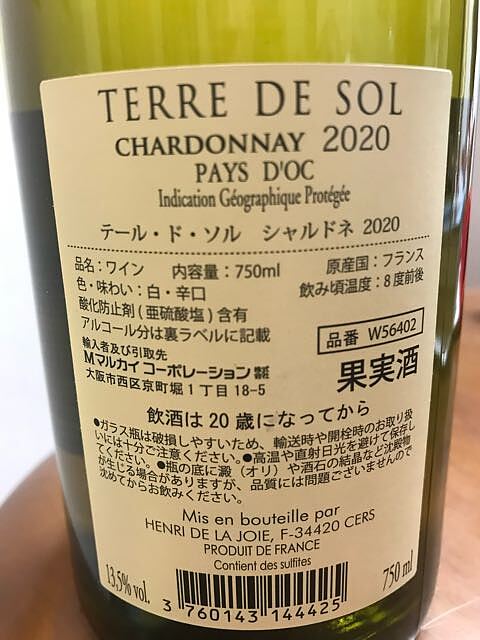 TERRE DE SOL
CHARDONNAY 2020
PAYS D'OC
Indication Géographique Protégée
テール・ド・ソル シャルドネ 2020
品名：ワイン 内容量：750ml 原産国：フランス
色・味わい：白・辛口 飲み頃温度：8度前後
酸化防止剤(亜硫酸塩)含有
アルコール分は裏ラベルに記載
品番 W56402
輸入者及び引取先
Mマルカイ コーポレーション株式会社
大阪市西区京町堀1丁目18-5
果実酒
飲酒は20歳になってから
●ガラス瓶は破損しやすいため、輸送時や開栓時のお取り扱
いには十分ご注意ください。●高温や直射日光を避けて保存し
てください。●瓶の底に澱(オリ)や酒石の結晶など沈殿物
が生じる場合がありますが、品質には問題ございませんので
沈めてからお飲みください。
Mis en bouteille par
HENRI DE LA JOIE, F-34420 CERS
PRODUIT DE FRANCE
Contient des sulfites
13,5% vol.
750 ml
3 760143 144425